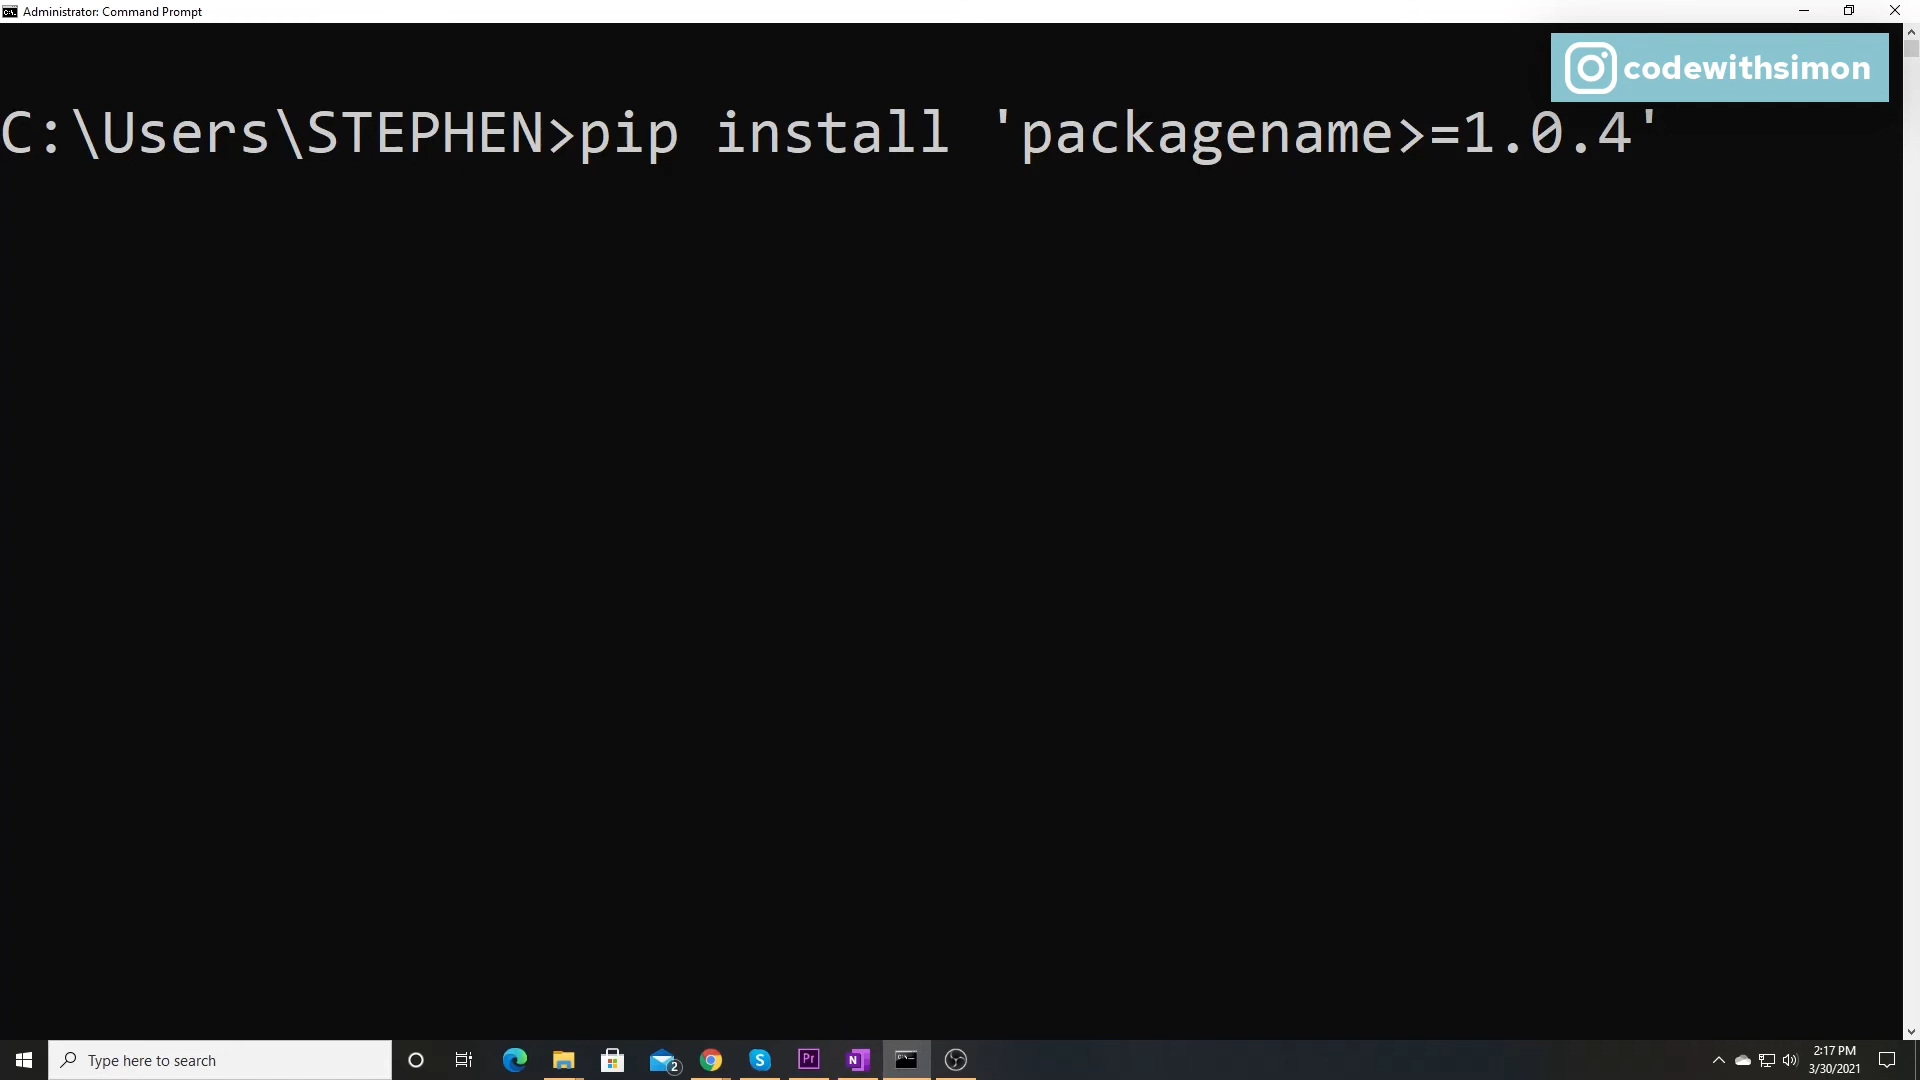 Administrator: Command Prompt
codewithsimon
C:\Users\STEPHEN>pip install 'packagename>=1.0.4'
Type here to search
2
Pr
N
2:17 PM
3/30/2021